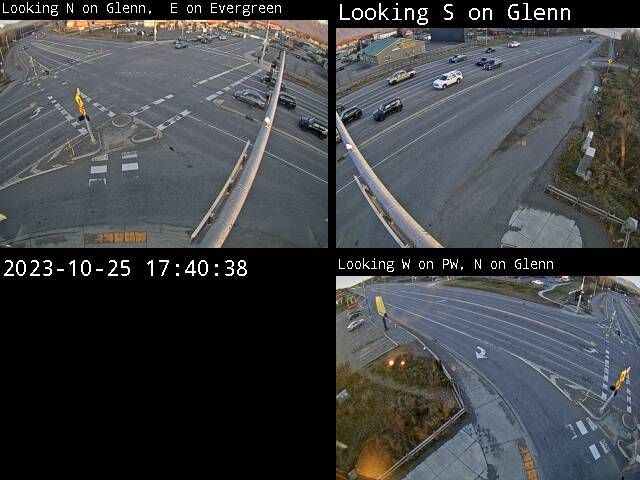 Looking N on Glenn,  E on Evergreen
Looking S on Glenn
2023-10-25 17:40:38
Looking W on PW, N on Glenn